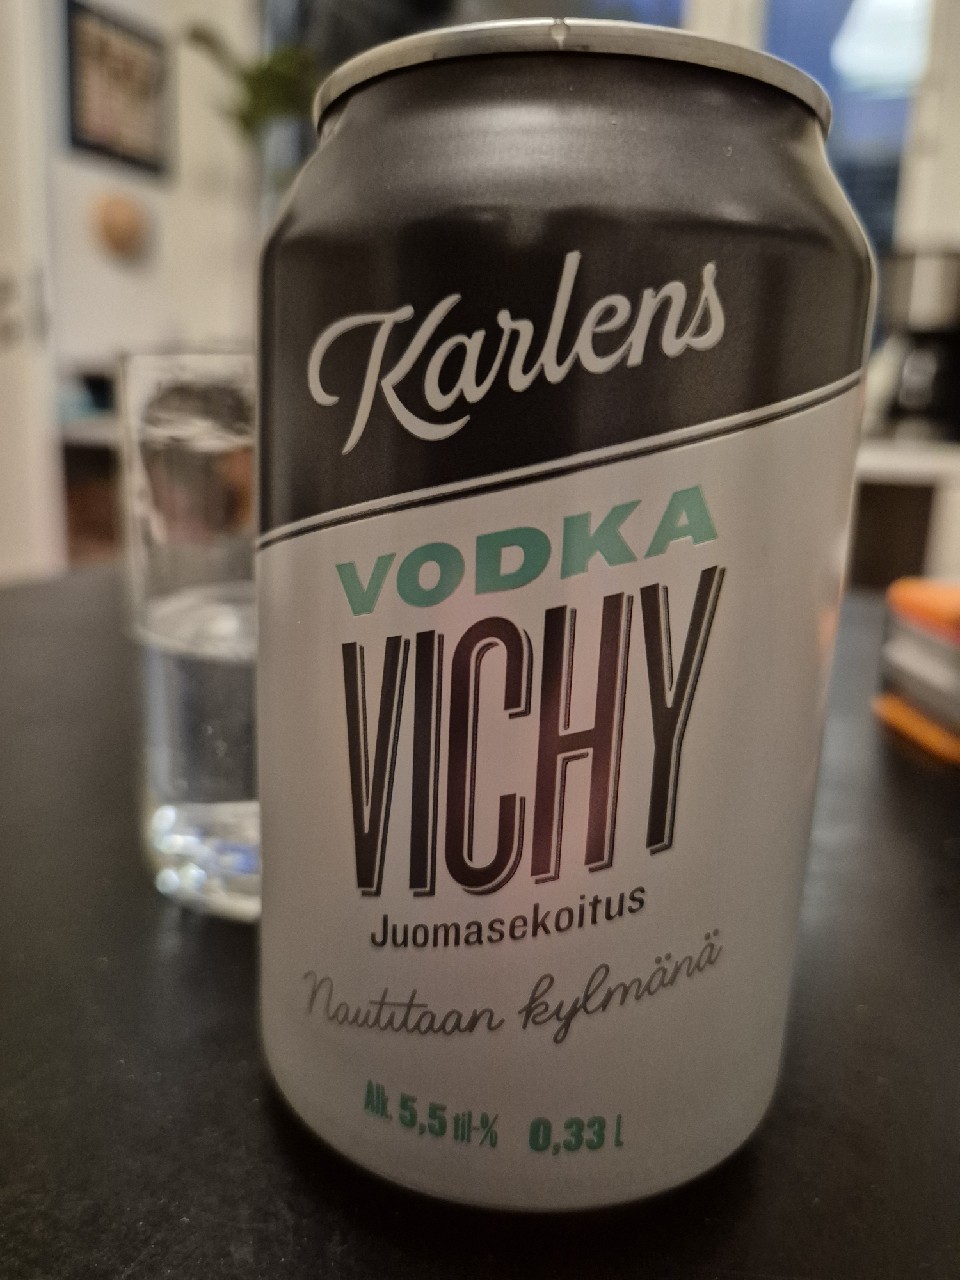 Karlens
VODKA
VICHY
Juomasekoitus
Nautitaan kylmänä
Alk. 5,5 til-% 0,33 L